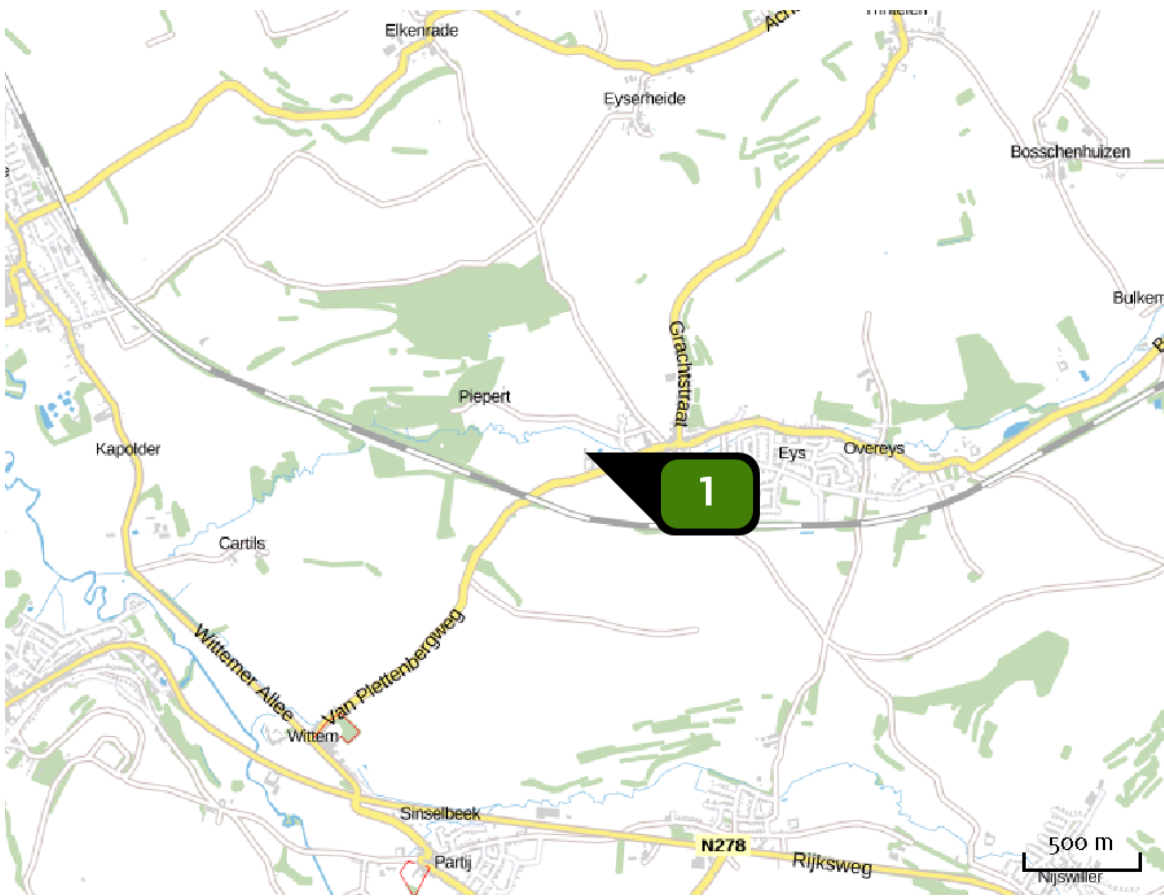 Elkenrade
Eyserheide
Bosschenhuizen
Grachtstraat
Piepert
Kapolder
Eys
Overeys
1
Cartils
Wittemer Allee
Van Plettenbergweg
Wittem
Sinselbeek
Partij
N278
Rijksweg
500 m
Nijswiller